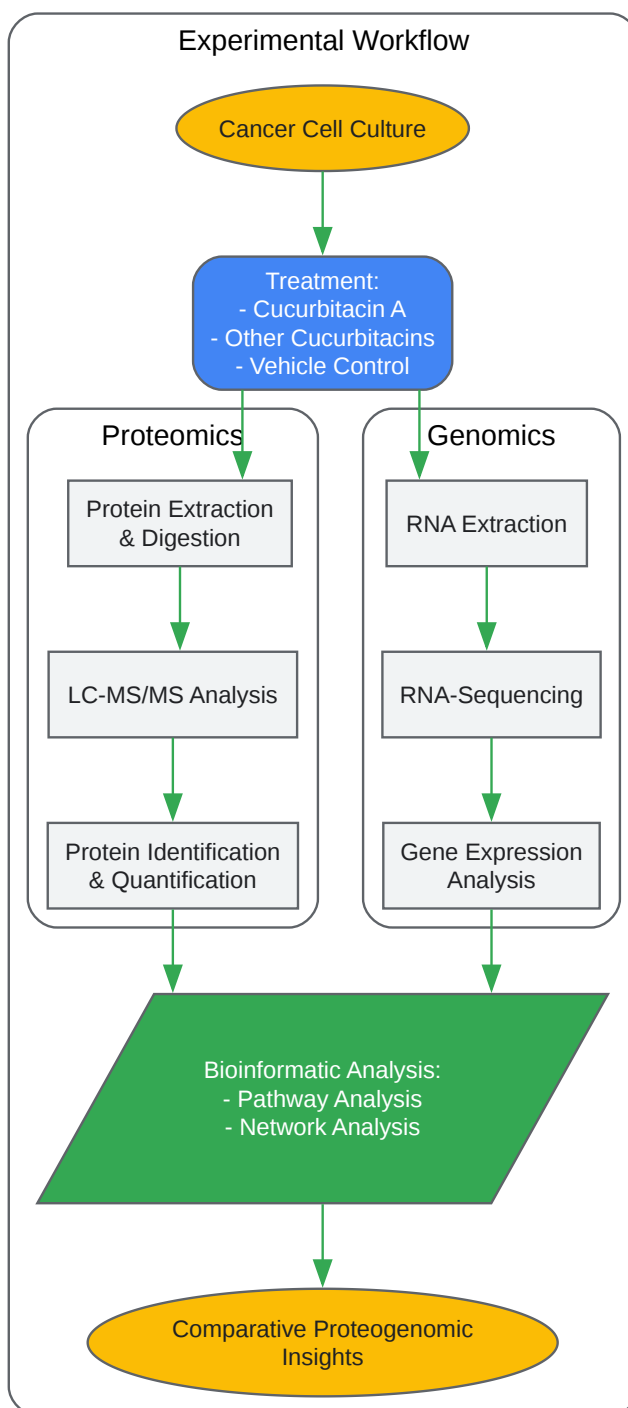 Experimental Workflow
Cancer Cell Culture
Treatment:
- Cucurbitacin A
- Other Cucurbitacins
- Vehicle Control
Proteomics
Protein Extraction
& Digestion
LC-MS/MS Analysis
Protein Identification
& Quantification
Genomics
RNA Extraction
RNA-Sequencing
Gene Expression
Analysis
Bioinformatic Analysis:
- Pathway Analysis
- Network Analysis
Comparative Proteogenomic
Insights